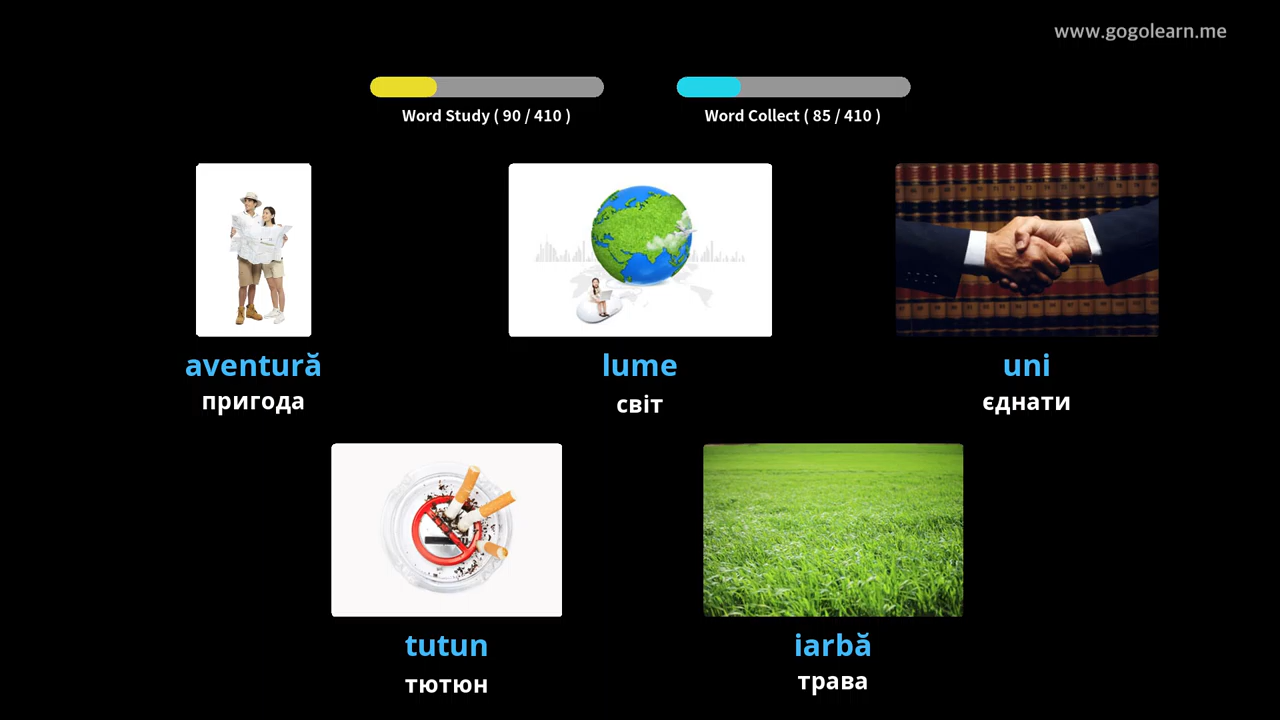 www.gogolearn.me
Word Study ( 90 / 410 )
Word Collect ( 85 / 410 )
aventură
пригода
lume
світ
uni
єднати
tutun
тютюн
iarbă
трава